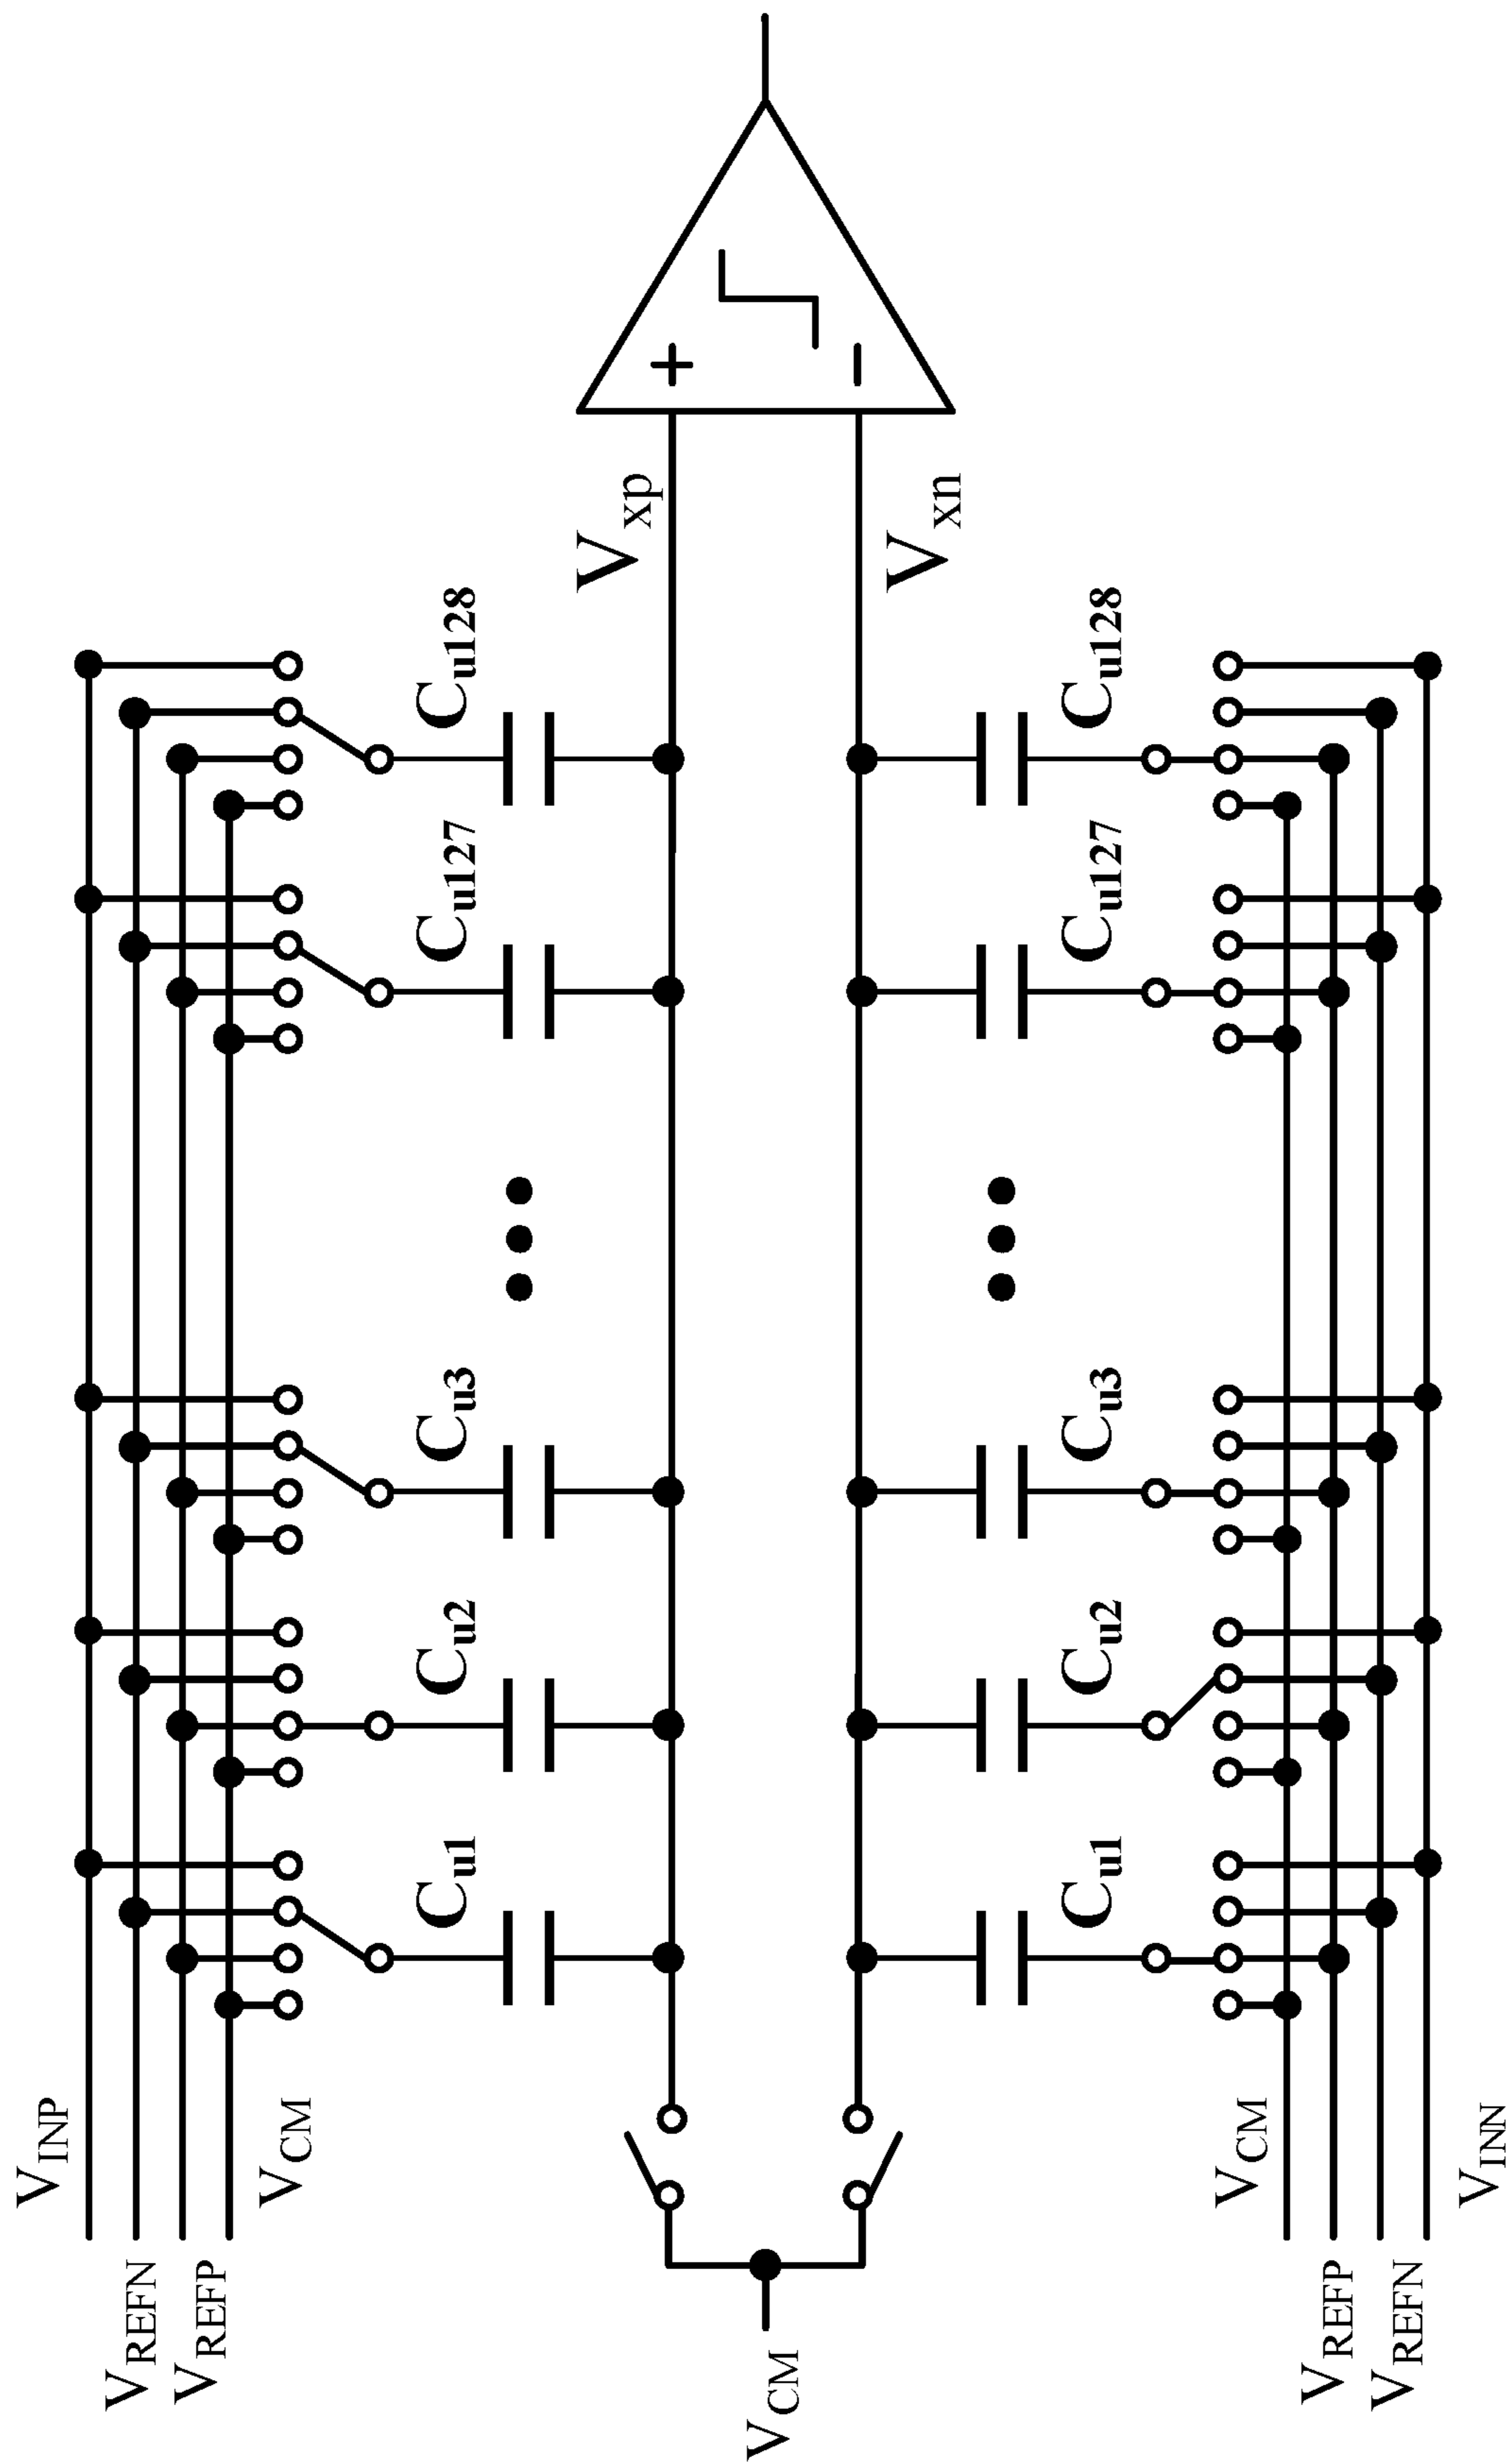 V_INP
V_REFN
V_REFP
V_CM
C_u1
C_u2
C_u3
C_u127
C_u128
V_xp
+
V_CM
−
V_xn
C_u1
C_u2
C_u3
C_u127
C_u128
V_CM
V_REFP
V_REFN
V_INN